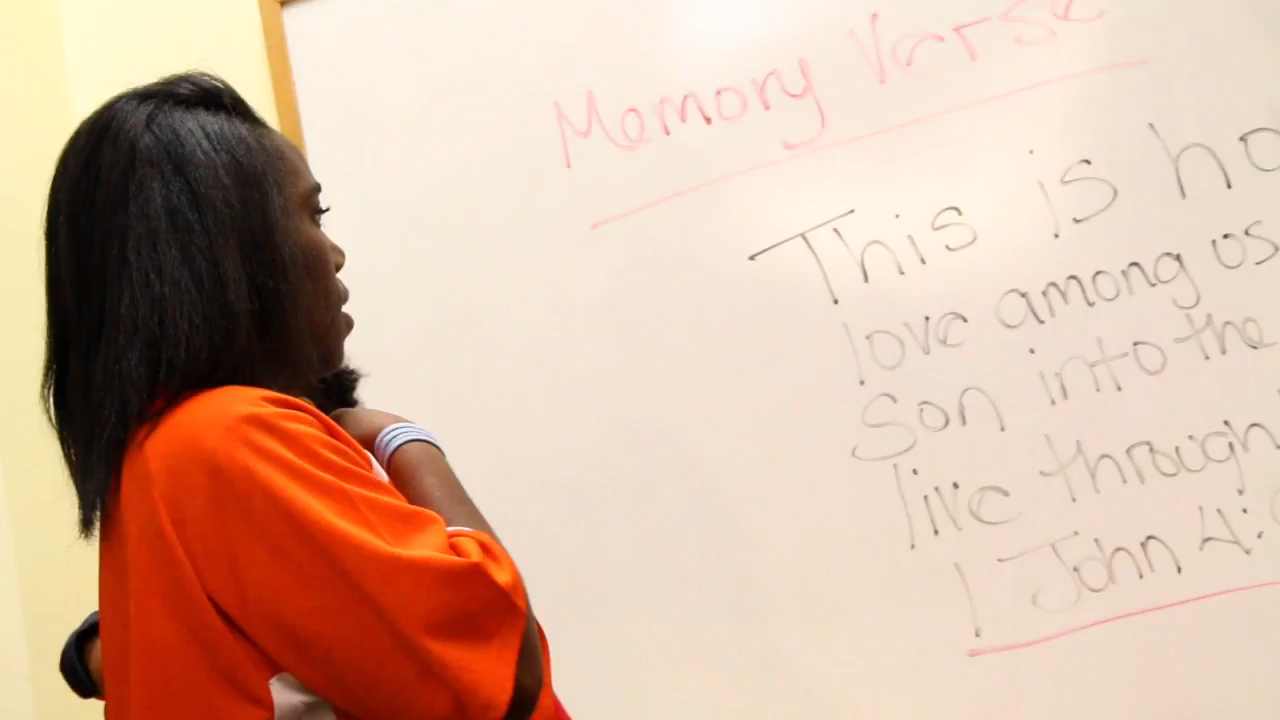 Memory Verse
This is ho
love among us
Son into the
live through
1 John 4: